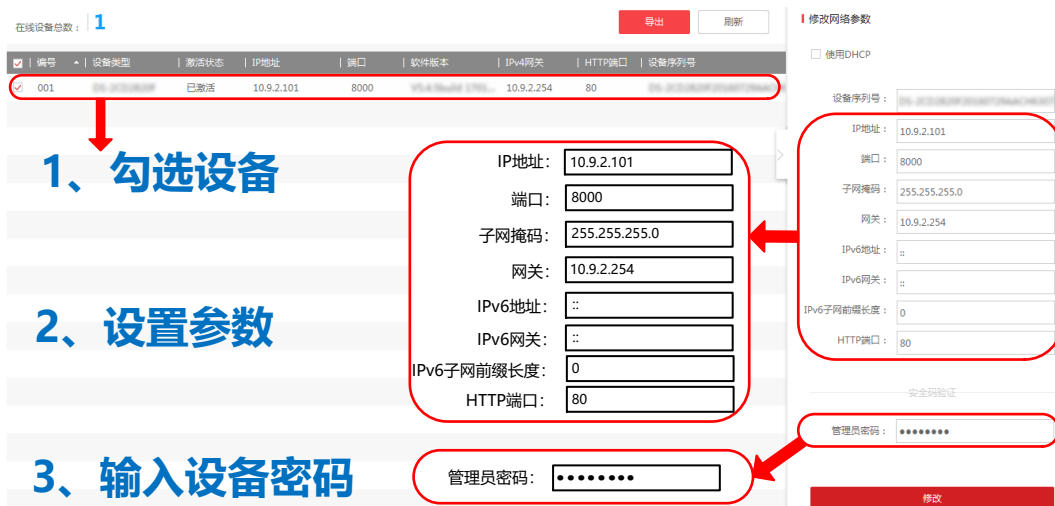 在线设备总数： 1
导出 刷新
编号 | 设备类型 | 激活状态 | IP地址 | 端口 | 软件版本 | IPv4网关 | HTTP端口 | 设备序列号
001 已激活 10.9.2.101 8000 10.9.2.254 80
1、勾选设备
2、设置参数
3、输入设备密码
IP地址： 10.9.2.101
端口： 8000
子网掩码： 255.255.255.0
网关： 10.9.2.254
IPv6地址： ::
IPv6网关： ::
IPv6子网前缀长度： 0
HTTP端口： 80
管理员密码： ●●●●●●●●
修改网络参数
使用DHCP
设备序列号：
IP地址： 10.9.2.101
端口： 8000
子网掩码： 255.255.255.0
网关： 10.9.2.254
IPv6地址： ::
IPv6网关： ::
IPv6子网前缀长度： 0
HTTP端口： 80
安全码验证
管理员密码： ●●●●●●●●
修改